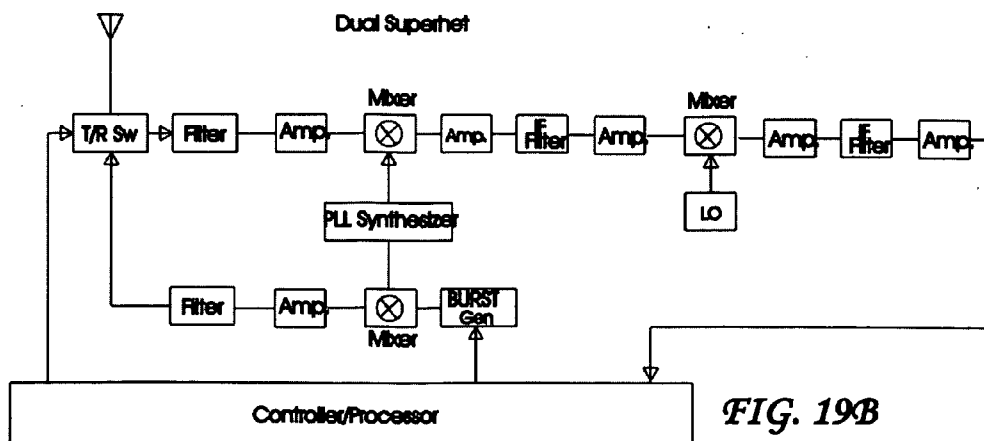 Dual Superhet
Mixer
Mixer
T/R Sw
Filter
Amp.
Amp.
IF
Filter
Amp.
Amp.
IF
Filter
Amp.
LO
PLL Synthesizer
Filter
Amp.
BURST
Gen
Mixer
Controller/Processor
FIG. 19B